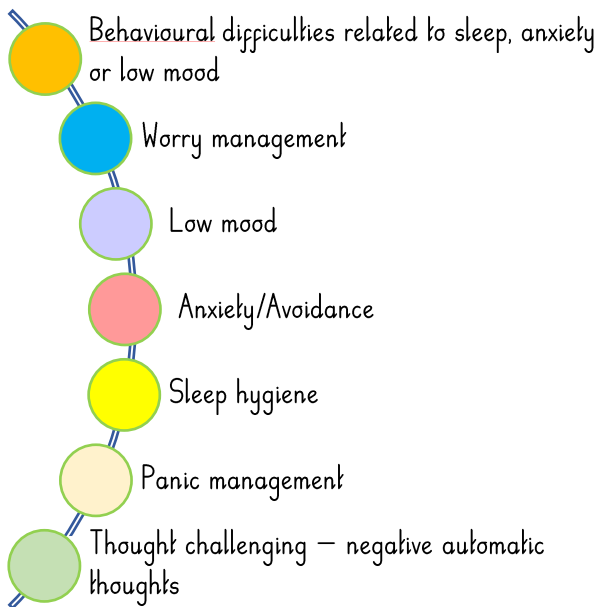 Behavioural difficulties related to sleep, anxiety
or low mood
Worry management
Low mood
Anxiety/Avoidance
Sleep hygiene
Panic management
Thought challenging – negative automatic
thoughts